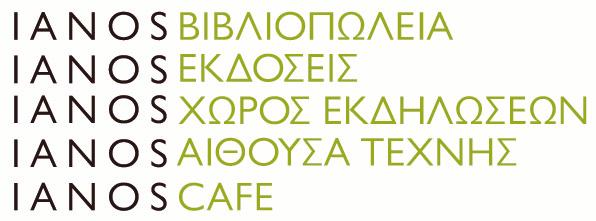 IANOS ΒΙΒΛΙΟΠΩΛΕΙΑ
IANOS ΕΚΔΟΣΕΙΣ
IANOS ΧΩΡΟΣ ΕΚΔΗΛΩΣΕΩΝ
IANOS ΑΙΘΟΥΣΑ ΤΕΧΝΗΣ
IANOS CAFE